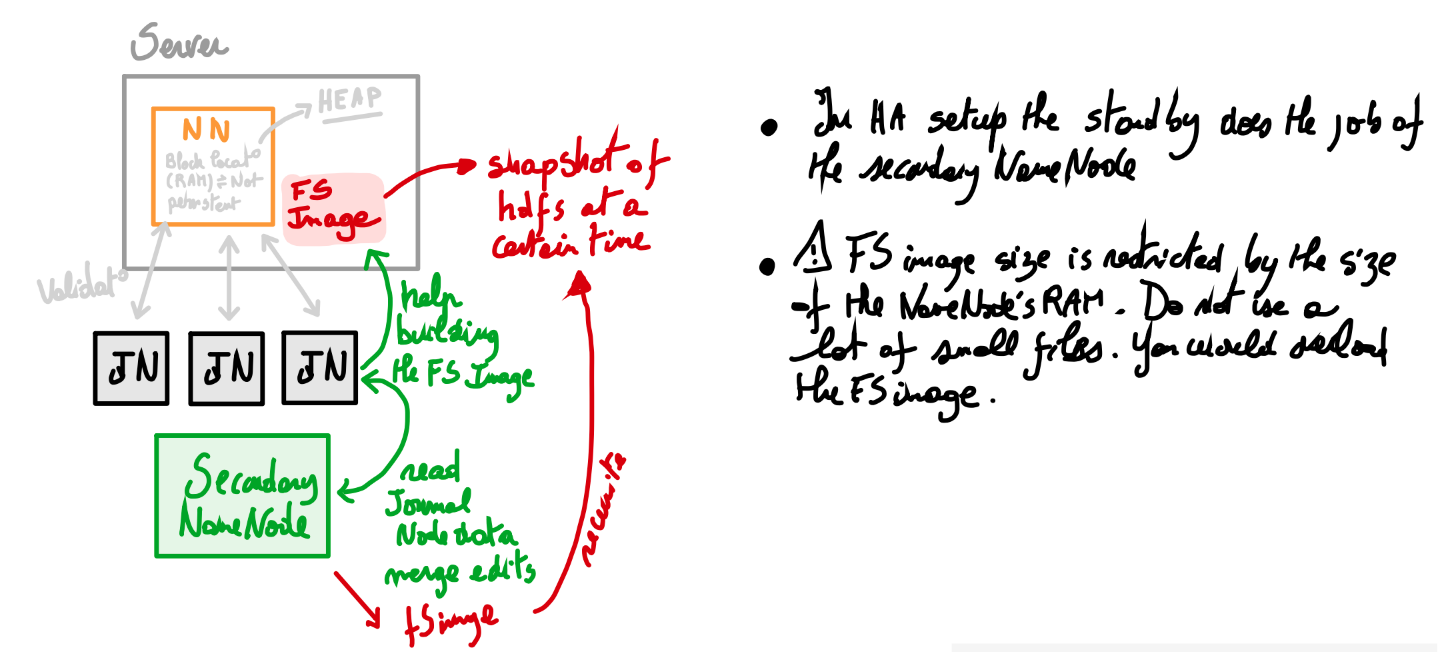 Server
HEAP
NN
Block locat°
(RAM) ≠ Not
persistent
FS
Image
snapshot of
hdfs at a
certain time
Validat°
help
building
the FS Image
JN
JN
JN
Secondary
NameNode
read
Journal
Node data
merge edits
rewrite
fsimage
• In HA setup the standby does the job of
the secondary NameNode
• ⚠ FS image size is restricted by the size
of the NameNode's RAM. Do not use a
lot of small files. You would overload
the FS image.